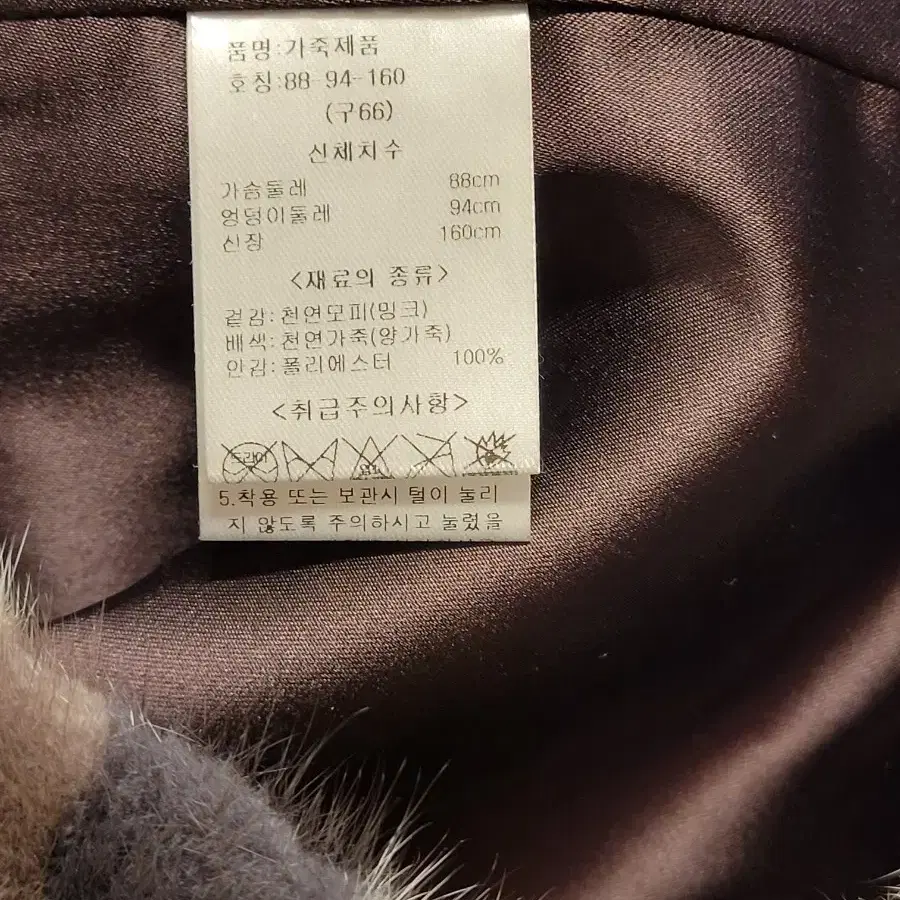 품명:가죽제품
호칭:88-94-160
(구66)
신체치수
가슴둘레 88cm
엉덩이둘레 94cm
신장 160cm
<재료의 종류>
겉감:천연모피(밍크)
배색:천연가죽(양가죽)
안감:폴리에스터 100%
<취급주의사항>
드라이
5.착용 또는 보관시 털이 눌리
지 않도록 주의하시고 눌렸을